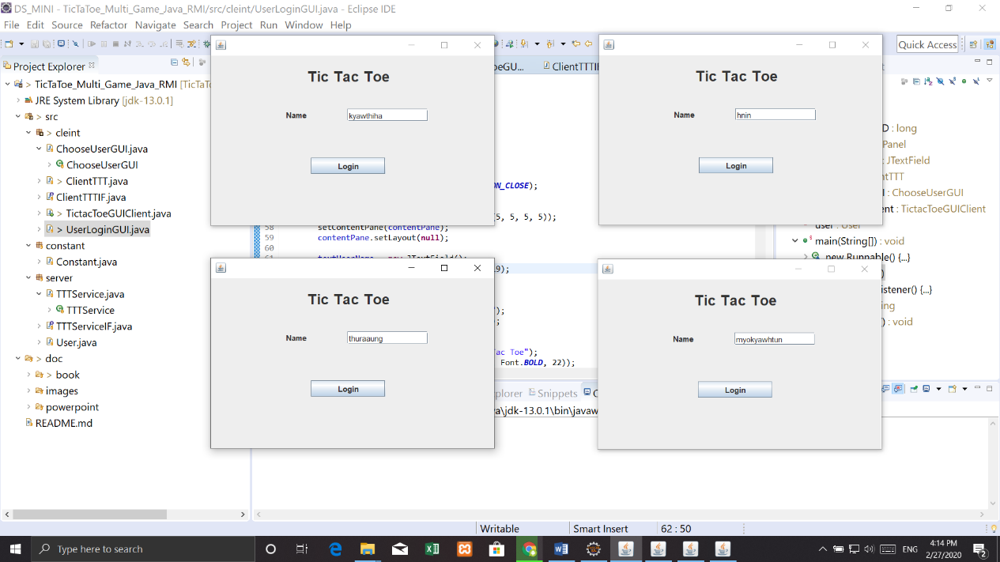 DS_MINI - TicTaToe_Multi_Game_Java_RMI/src/cleint/UserLoginGUI.java - Eclipse IDE
File Edit Source Refactor Navigate Search Project Run Window Help
Quick Access
Project Explorer
> TicTaToe_Multi_Game_Java_RMI [TicTaTo
JRE System Library [jdk-13.0.1]
> src
> cleint
ChooseUserGUI.java
ChooseUserGUI
> ClientTTT.java
ClientTTTIF.java
> TictacToeGUIClient.java
> UserLoginGUI.java
constant
Constant.java
server
TTTService.java
TTTService
TTTServiceIF.java
User.java
> doc
> book
images
powerpoint
README.md
Tic Tac Toe
Name kyawthiha
Login
Tic Tac Toe
Name hnin
Login
Tic Tac Toe
Name thuraaung
Login
Tic Tac Toe
Name myokyawhtun
Login
oeGU...
ClientTTTI
ON_CLOSE);
5, 5, 5, 5));
58 setContentPane(contentPane);
59 contentPane.setLayout(null);
60
61 textUserName = new JTextField();
19);
);
;
ac Toe");
Font.BOLD, 22));
D : long
Panel
: JTextField
ntTTT
l : ChooseUserGUI
ent : TictacToeGUIClient
user : User
main(String[]) : void
new Runnable() {...}
)
istener() {...}
ing
) : void
plorer
Snippets
va\jdk-13.0.1\bin\javaw
Writable
Smart Insert
62 : 50
Type here to search
ENG
4:14 PM
2/27/2020
2